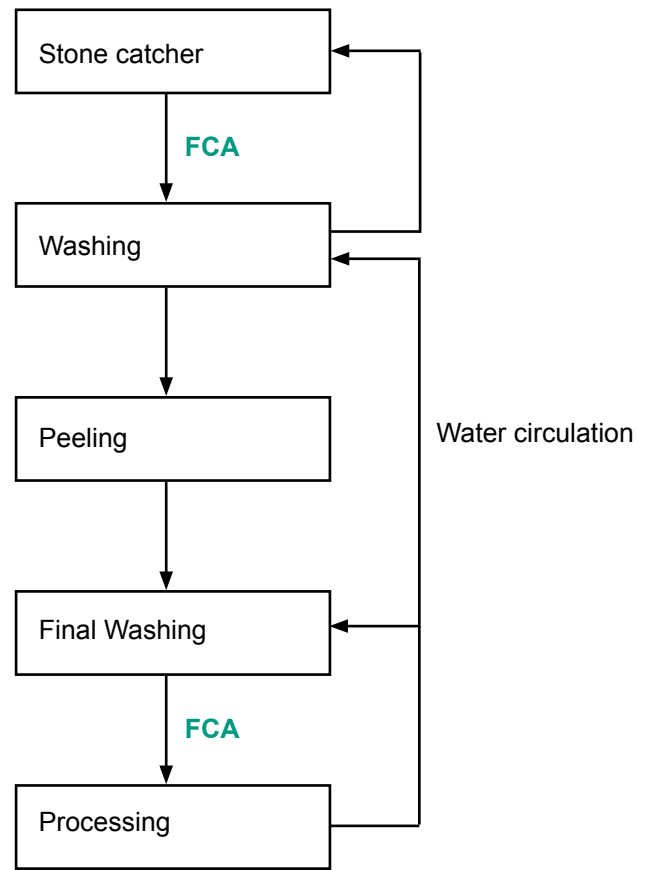 Stone catcher
FCA
Washing
Peeling
Water circulation
Final Washing
FCA
Processing